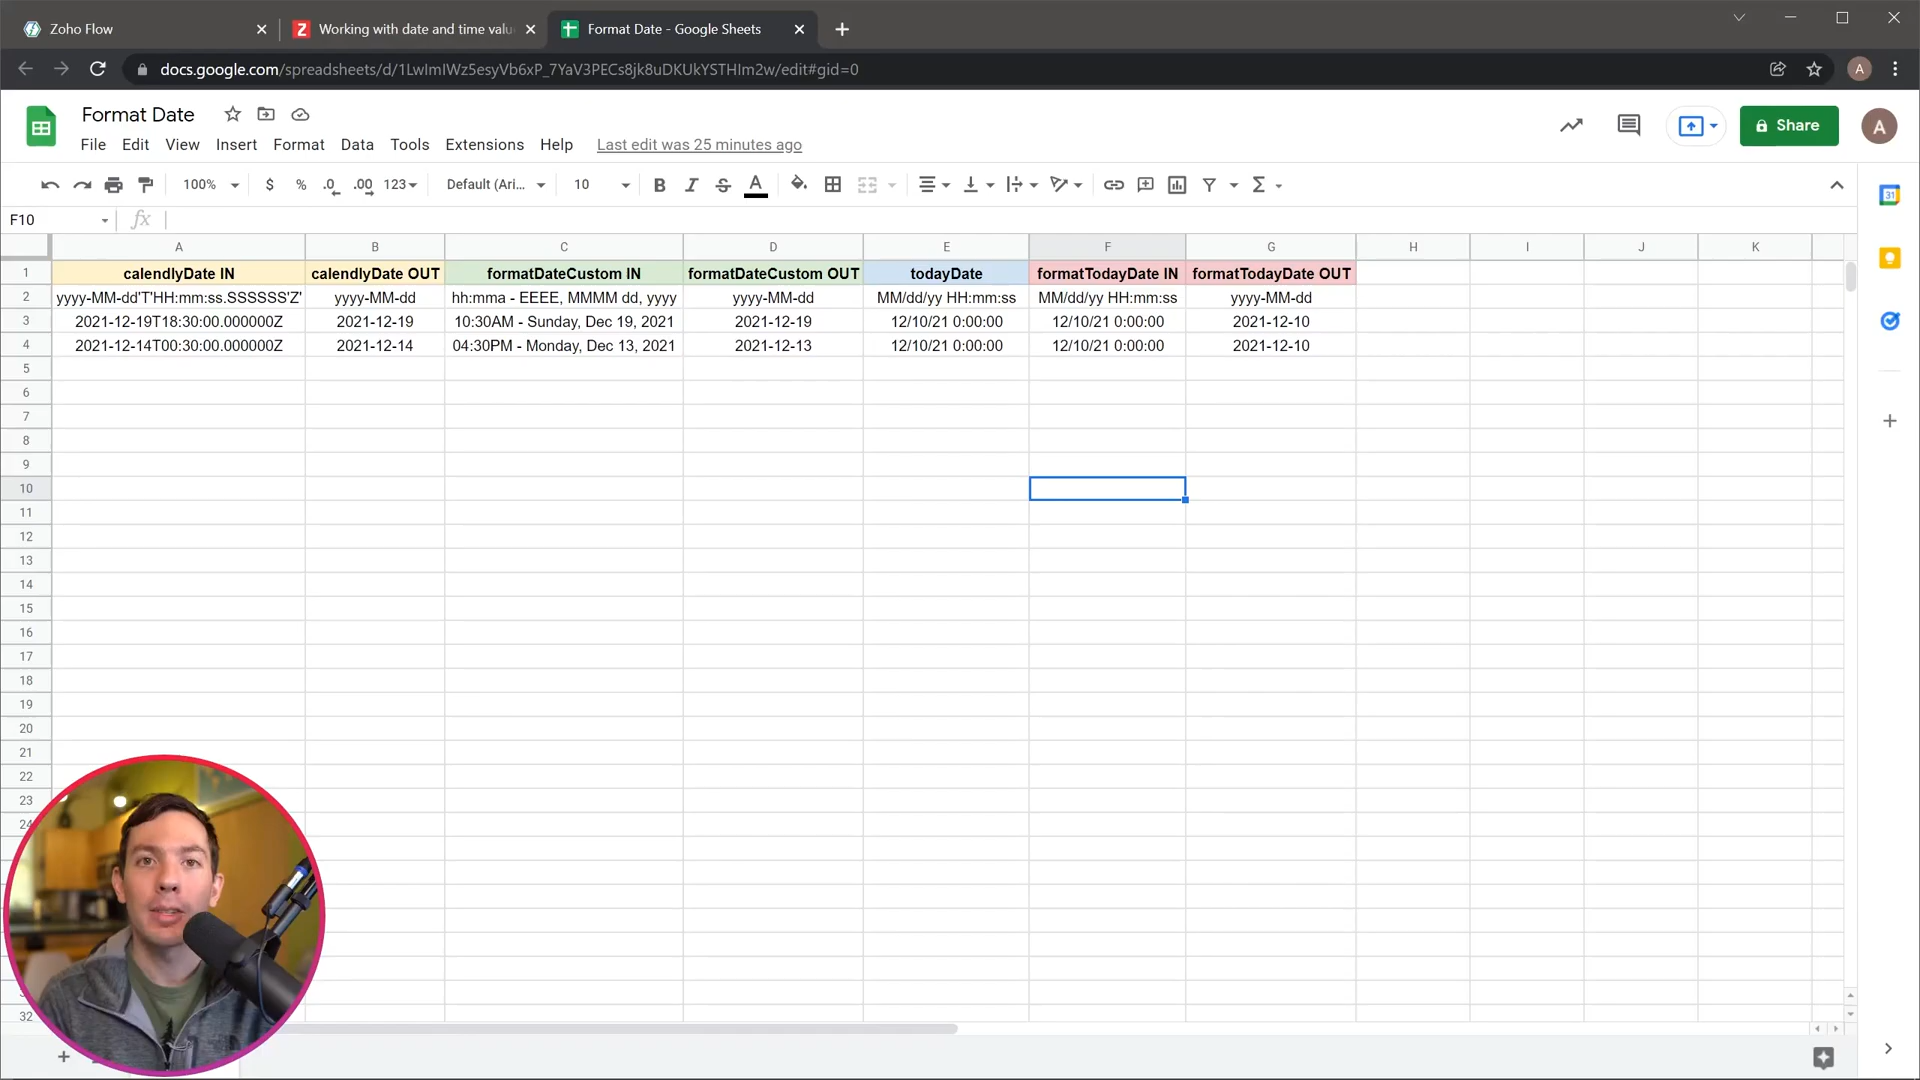 Zoho Flow
Working with date and time valu
Format Date - Google Sheets
docs.google.com/spreadsheets/d/1LwImIWz5esyVb6xP_7YaV3PECs8jk8uDKUkYSTHIm2w/edit#gid=0
A
Format Date
File Edit View Insert Format Data Tools Extensions Help Last edit was 25 minutes ago
Share
A
100% $ % .0 .00 123 Default (Ari... 10 B I S A
31
F10
fx
A B C D E F G H I J K
1 calendlyDate IN calendlyDate OUT formatDateCustom IN formatDateCustom OUT todayDate formatTodayDate IN formatTodayDate OUT
2 yyyy-MM-dd'T'HH:mm:ss.SSSSSS'Z' yyyy-MM-dd hh:mma - EEEE, MMMM dd, yyyy yyyy-MM-dd MM/dd/yy HH:mm:ss MM/dd/yy HH:mm:ss yyyy-MM-dd
3 2021-12-19T18:30:00.000000Z 2021-12-19 10:30AM - Sunday, Dec 19, 2021 2021-12-19 12/10/21 0:00:00 12/10/21 0:00:00 2021-12-10
4 2021-12-14T00:30:00.000000Z 2021-12-14 04:30PM - Monday, Dec 13, 2021 2021-12-13 12/10/21 0:00:00 12/10/21 0:00:00 2021-12-10
5
6
7
8
9
10
11
12
13
14
15
16
17
18
19
20
21
22
23
24
32